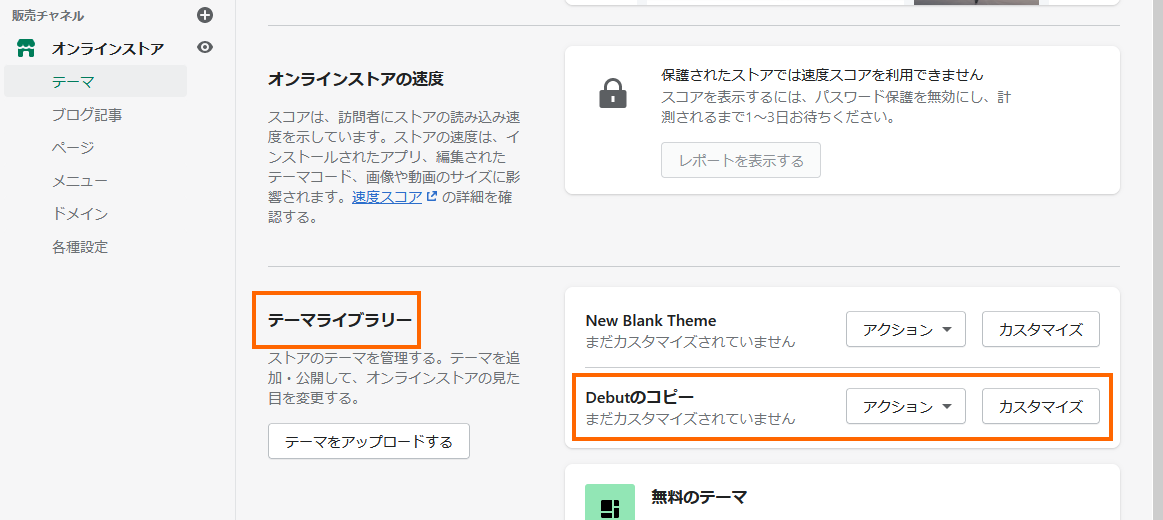 販売チャネル
オンラインストア
テーマ
ブログ記事
ページ
メニュー
ドメイン
各種設定
オンラインストアの速度
スコアは、訪問者にストアの読み込み速
度を示しています。ストアの速度は、イ
ンストールされたアプリ、編集された
テーマコード、画像や動画のサイズに影
響されます。速度スコア の詳細を確
認する。
保護されたストアでは速度スコアを利用できません
スコアを表示するには、パスワード保護を無効にし、計
測されるまで1〜3日お待ちください。
レポートを表示する
テーマライブラリー
ストアのテーマを管理する。テーマを追
加・公開して、オンラインストアの見た
目を変更する。
テーマをアップロードする
New Blank Theme
まだカスタマイズされていません
アクション
カスタマイズ
Debutのコピー
まだカスタマイズされていません
アクション
カスタマイズ
無料のテーマ